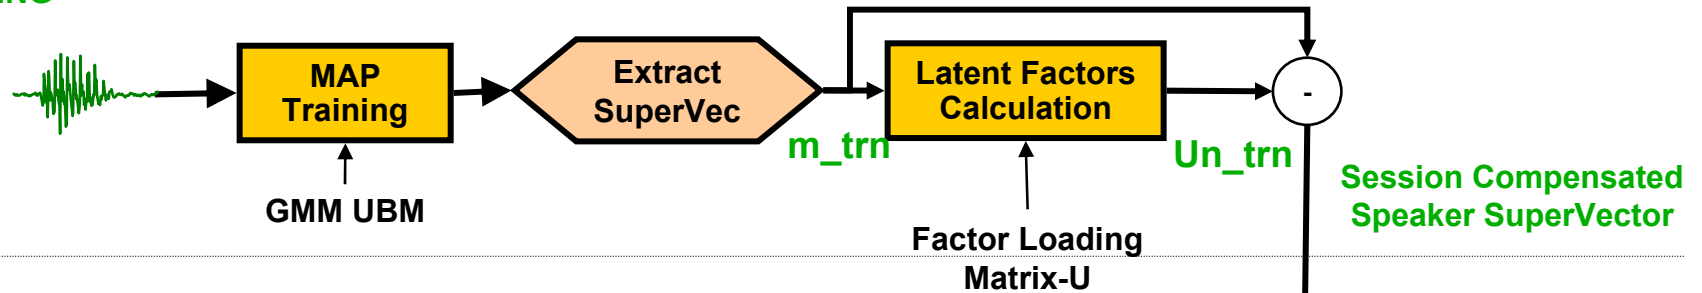 MAP
Training
Extract
SuperVec
Latent Factors
Calculation
-
m_trn
Un_trn
GMM UBM
Session Compensated
Speaker SuperVector
Factor Loading
Matrix-U